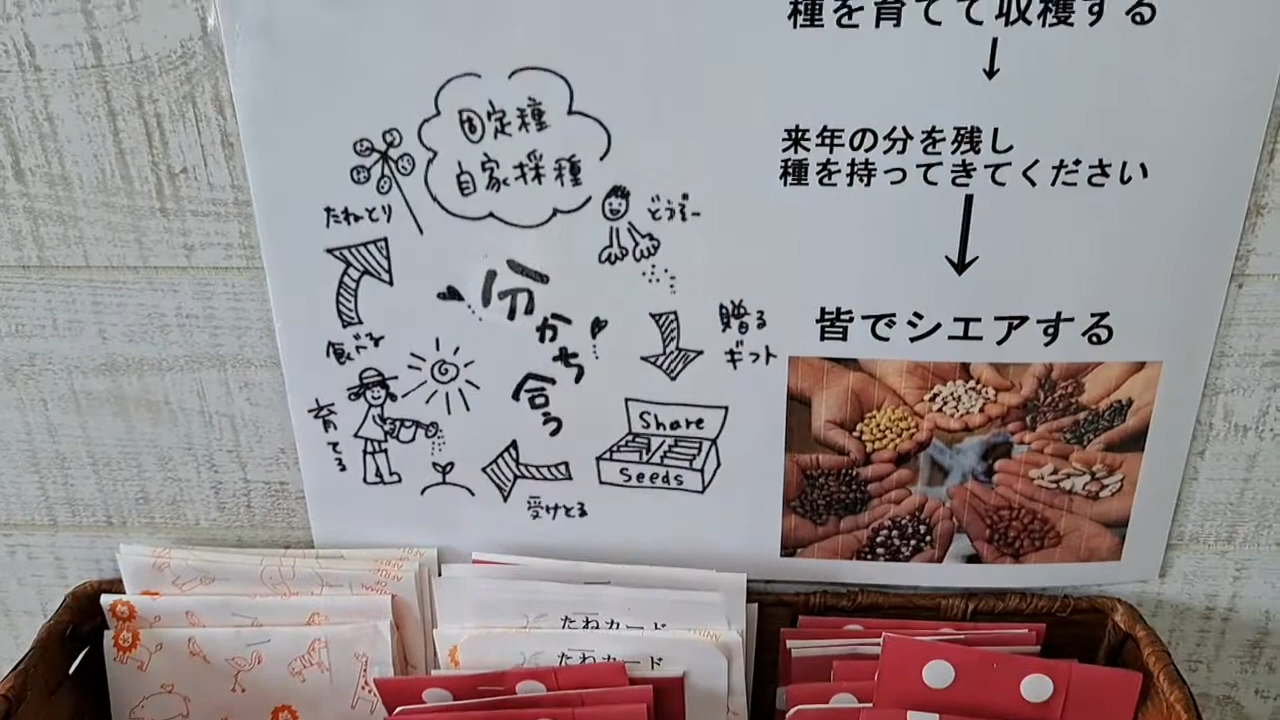 種を育てて収穫する
来年の分を残し
種を持ってきてください
皆でシェアする
固定種
自家採種
たねとり
どうぞー
分かち合う
贈る
ギフト
食べる
育てる
Share
Seeds
受けとる
たねカード
たねカード